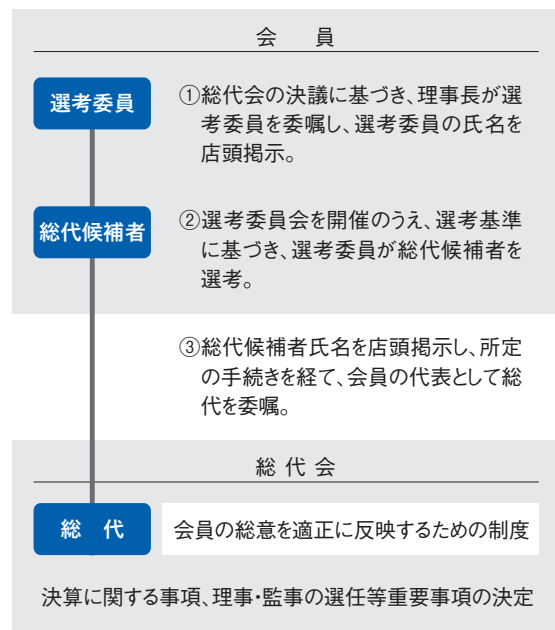 会　員
選考委員
①総代会の決議に基づき、理事長が選
考委員を委嘱し、選考委員の氏名を
店頭掲示。
総代候補者
②選考委員会を開催のうえ、選考基準
に基づき、選考委員が総代候補者を
選考。
③総代候補者氏名を店頭掲示し、所定
の手続きを経て、会員の代表として総
代を委嘱。
総代会
総　代
会員の総意を適正に反映するための制度
決算に関する事項、理事・監事の選任等重要事項の決定